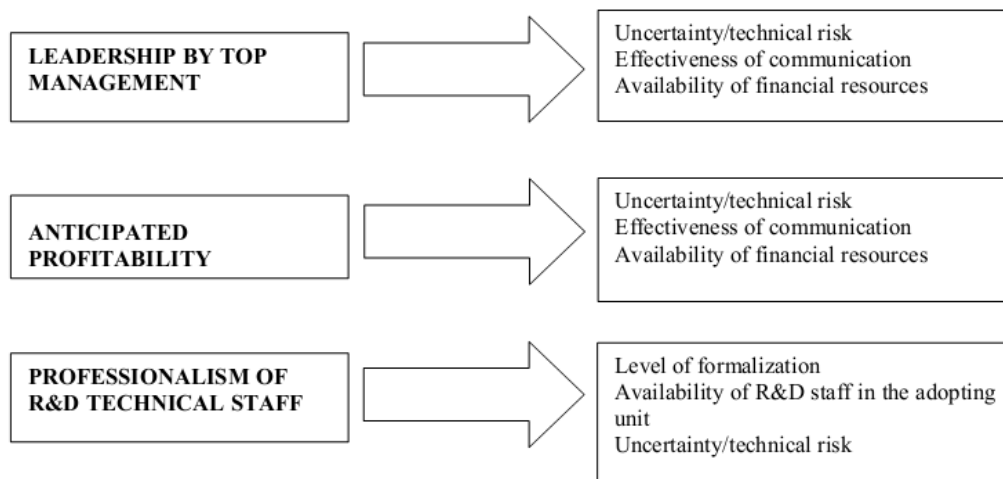 LEADERSHIP BY TOP
MANAGEMENT
Uncertainty/technical risk
Effectiveness of communication
Availability of financial resources
ANTICIPATED
PROFITABILITY
Uncertainty/technical risk
Effectiveness of communication
Availability of financial resources
PROFESSIONALISM OF
R&D TECHNICAL STAFF
Level of formalization
Availability of R&D staff in the adopting
unit
Uncertainty/technical risk